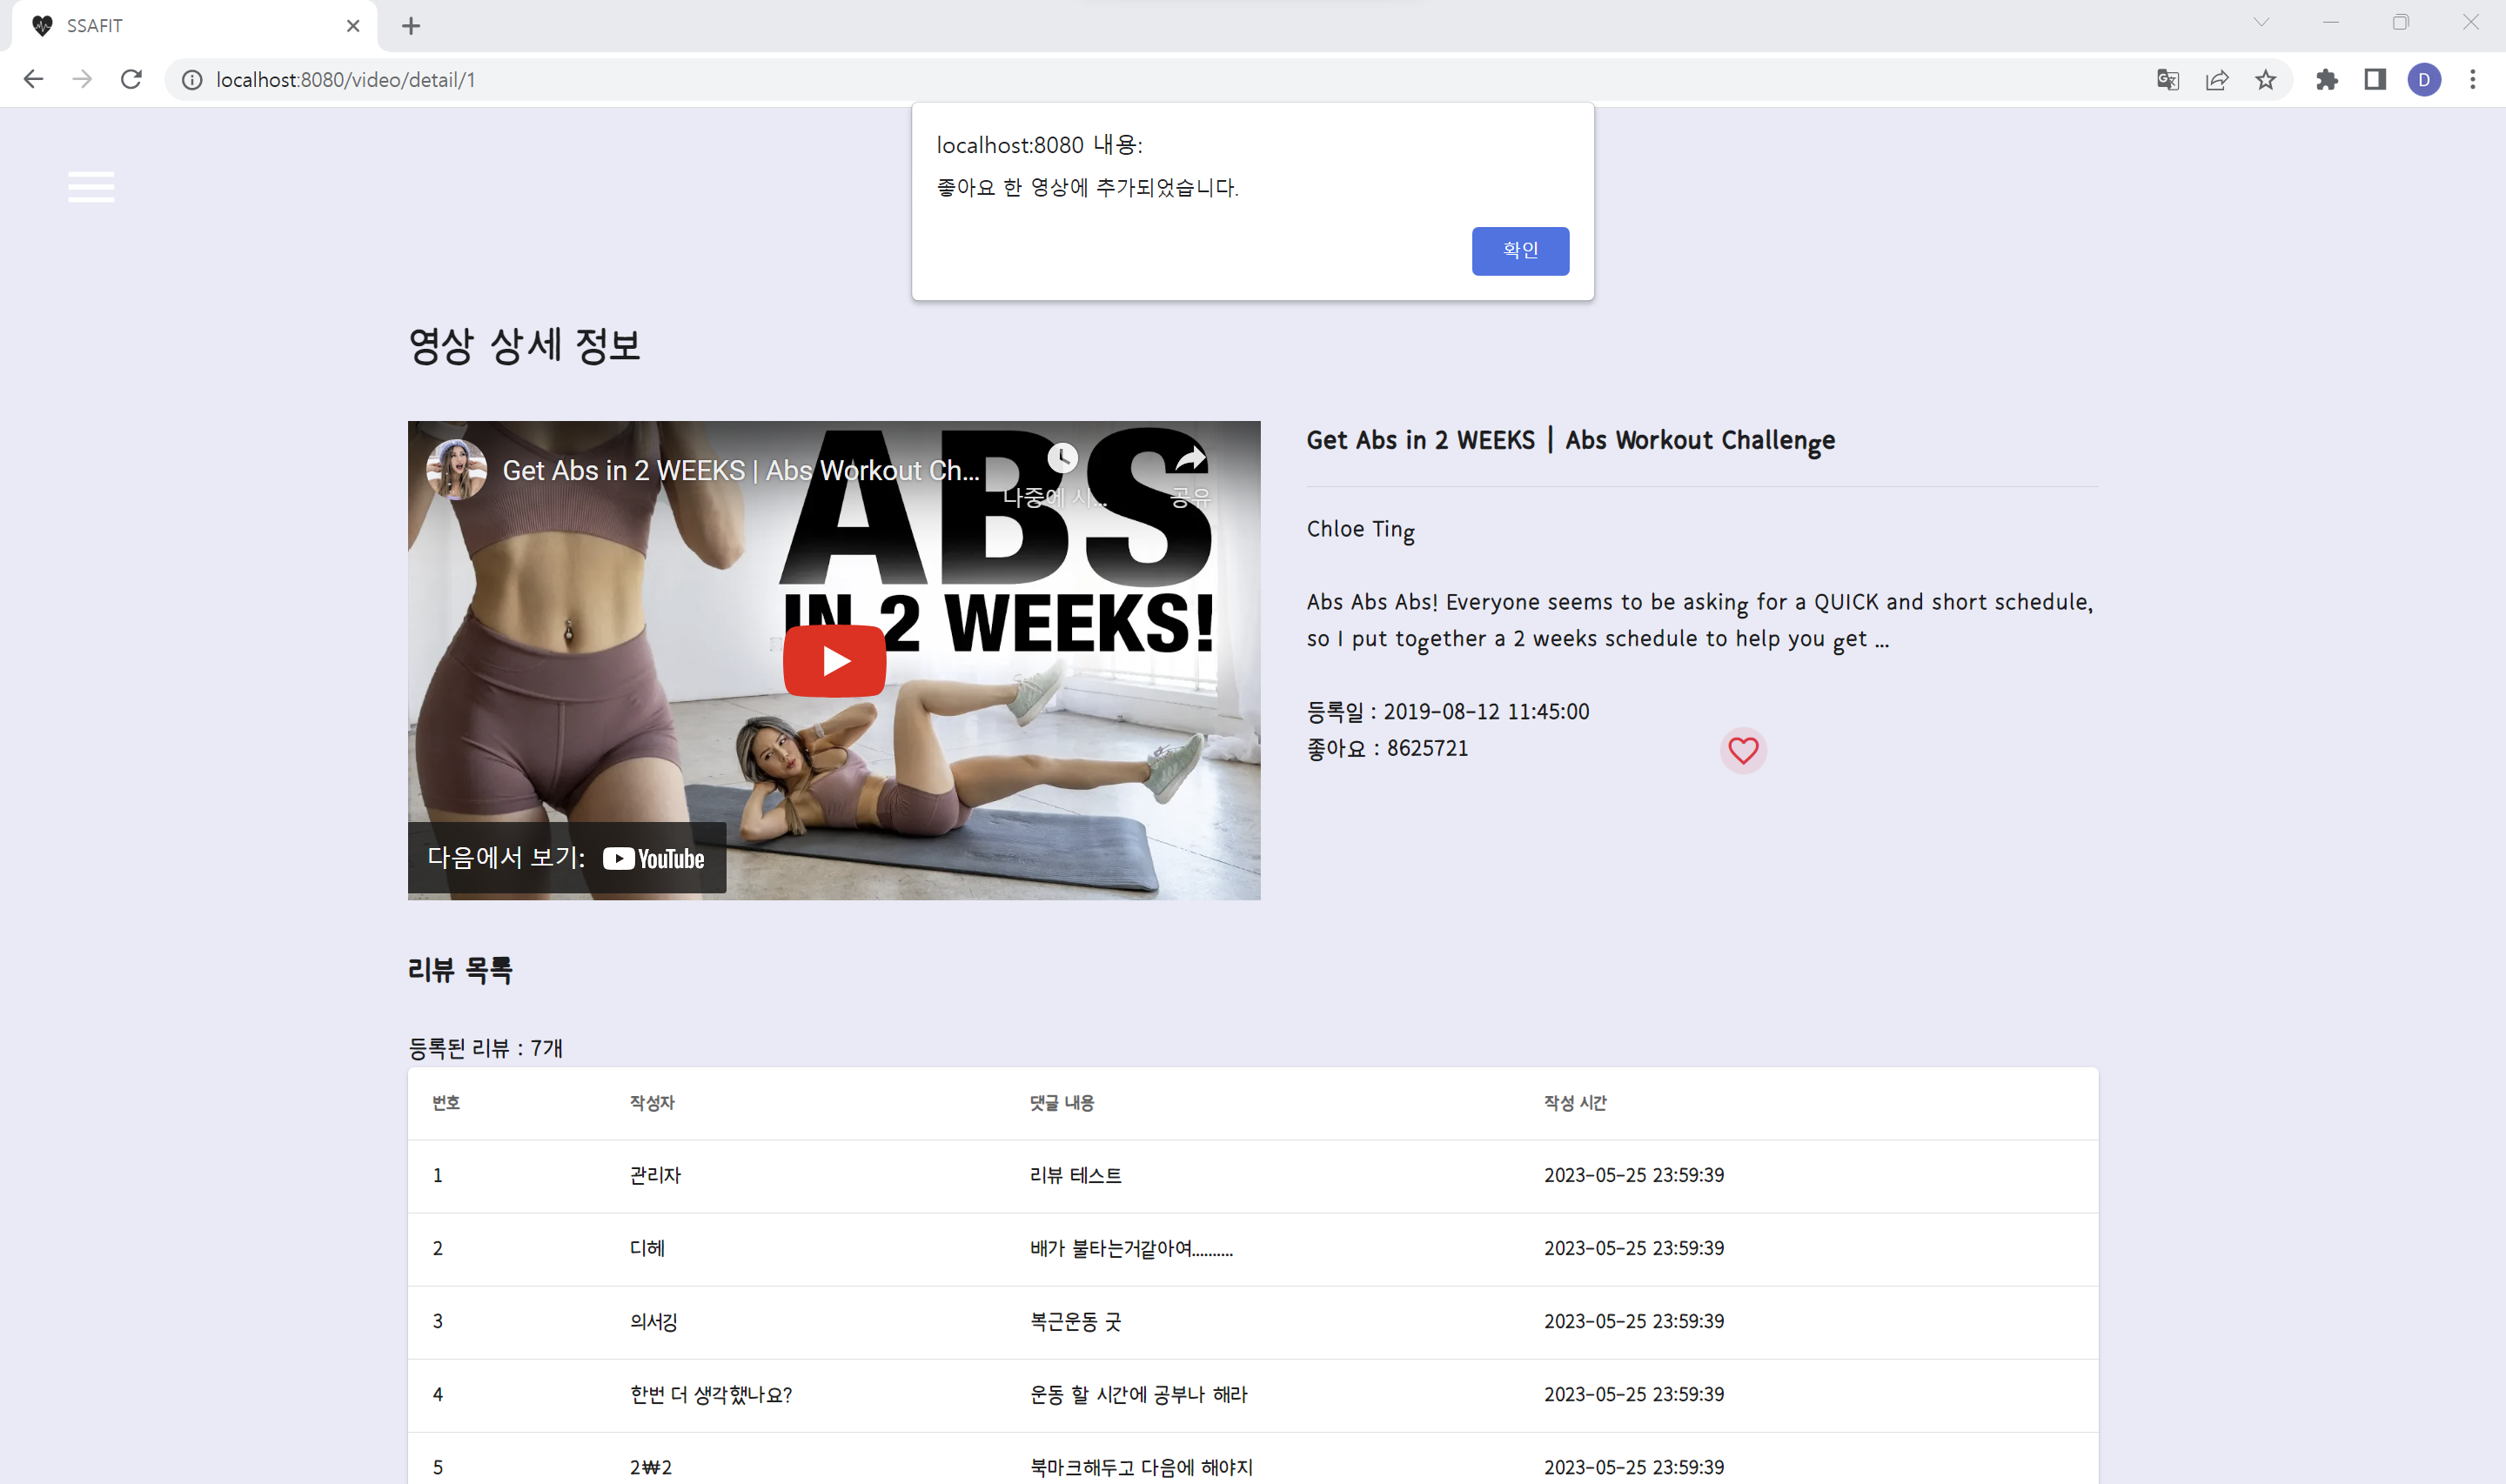 SSAFIT
localhost:8080/video/detail/1
D
localhost:8080 내용:
좋아요 한 영상에 추가되었습니다.
확인
영상 상세 정보
Get Abs in 2 WEEKS | Abs Workout Ch...
나중에 시...
공유
ABS
IN 2 WEEKS!
다음에서 보기: YouTube
Get Abs in 2 WEEKS | Abs Workout Challenge
Chloe Ting
Abs Abs Abs! Everyone seems to be asking for a QUICK and short schedule,
so I put together a 2 weeks schedule to help you get ...
등록일 : 2019-08-12 11:45:00
좋아요 : 8625721
리뷰 목록
등록된 리뷰 : 7개
번호 작성자 댓글 내용 작성 시간
1 관리자 리뷰 테스트 2023-05-25 23:59:39
2 디헤 배가 불타는거같아여.......... 2023-05-25 23:59:39
3 의서깅 복근운동 굿 2023-05-25 23:59:39
4 한번 더 생각했나요? 운동 할 시간에 공부나 해라 2023-05-25 23:59:39
5 2₩2 북마크해두고 다음에 해야지 2023-05-25 23:59:39